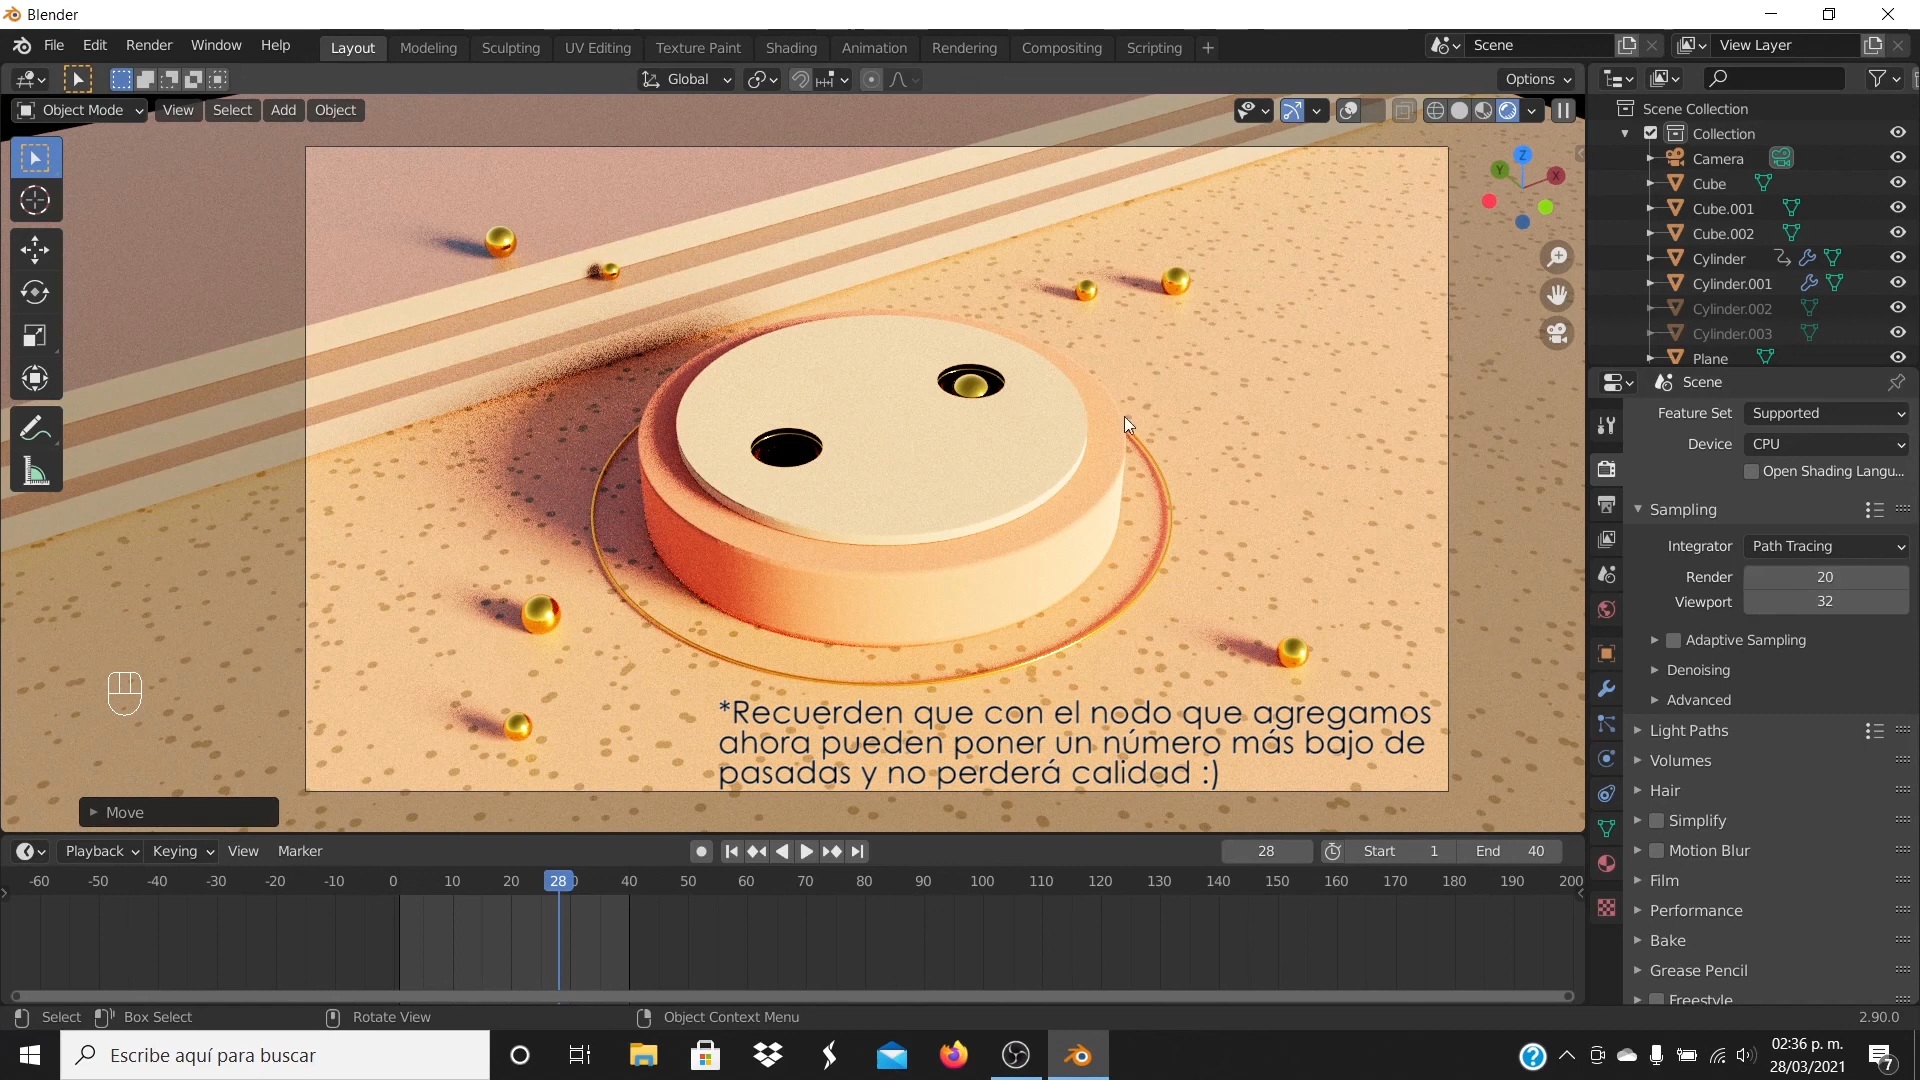 Blender
File Edit Render Window Help Layout Modeling Sculpting UV Editing Texture Paint Shading Animation Rendering Compositing Scripting + Scene View Layer
Global Options
Object Mode View Select Add Object
Scene Collection
Collection
Camera
Cube
Cube.001
Cube.002
Cylinder
Cylinder.001
Cylinder.002
Cylinder.003
Plane
Z
Y
X
Scene
Feature Set Supported
Device CPU
Open Shading Langu...
Sampling
Integrator Path Tracing
Render 20
Viewport 32
Adaptive Sampling
Denoising
Advanced
Light Paths
Volumes
Hair
Simplify
Motion Blur
Film
Performance
Bake
Grease Pencil
Freestyle
*Recuerden que con el nodo que agregamos
ahora pueden poner un número más bajo de
pasadas y no perderá calidad :)
Move
Playback Keying View Marker 28 Start 1 End 40
-60 -50 -40 -30 -20 -10 0 10 20 28 40 50 60 70 80 90 100 110 120 130 140 150 160 170 180 190 200
Select Box Select Rotate View Object Context Menu 2.90.0
Escribe aquí para buscar
02:36 p. m.
28/03/2021
7